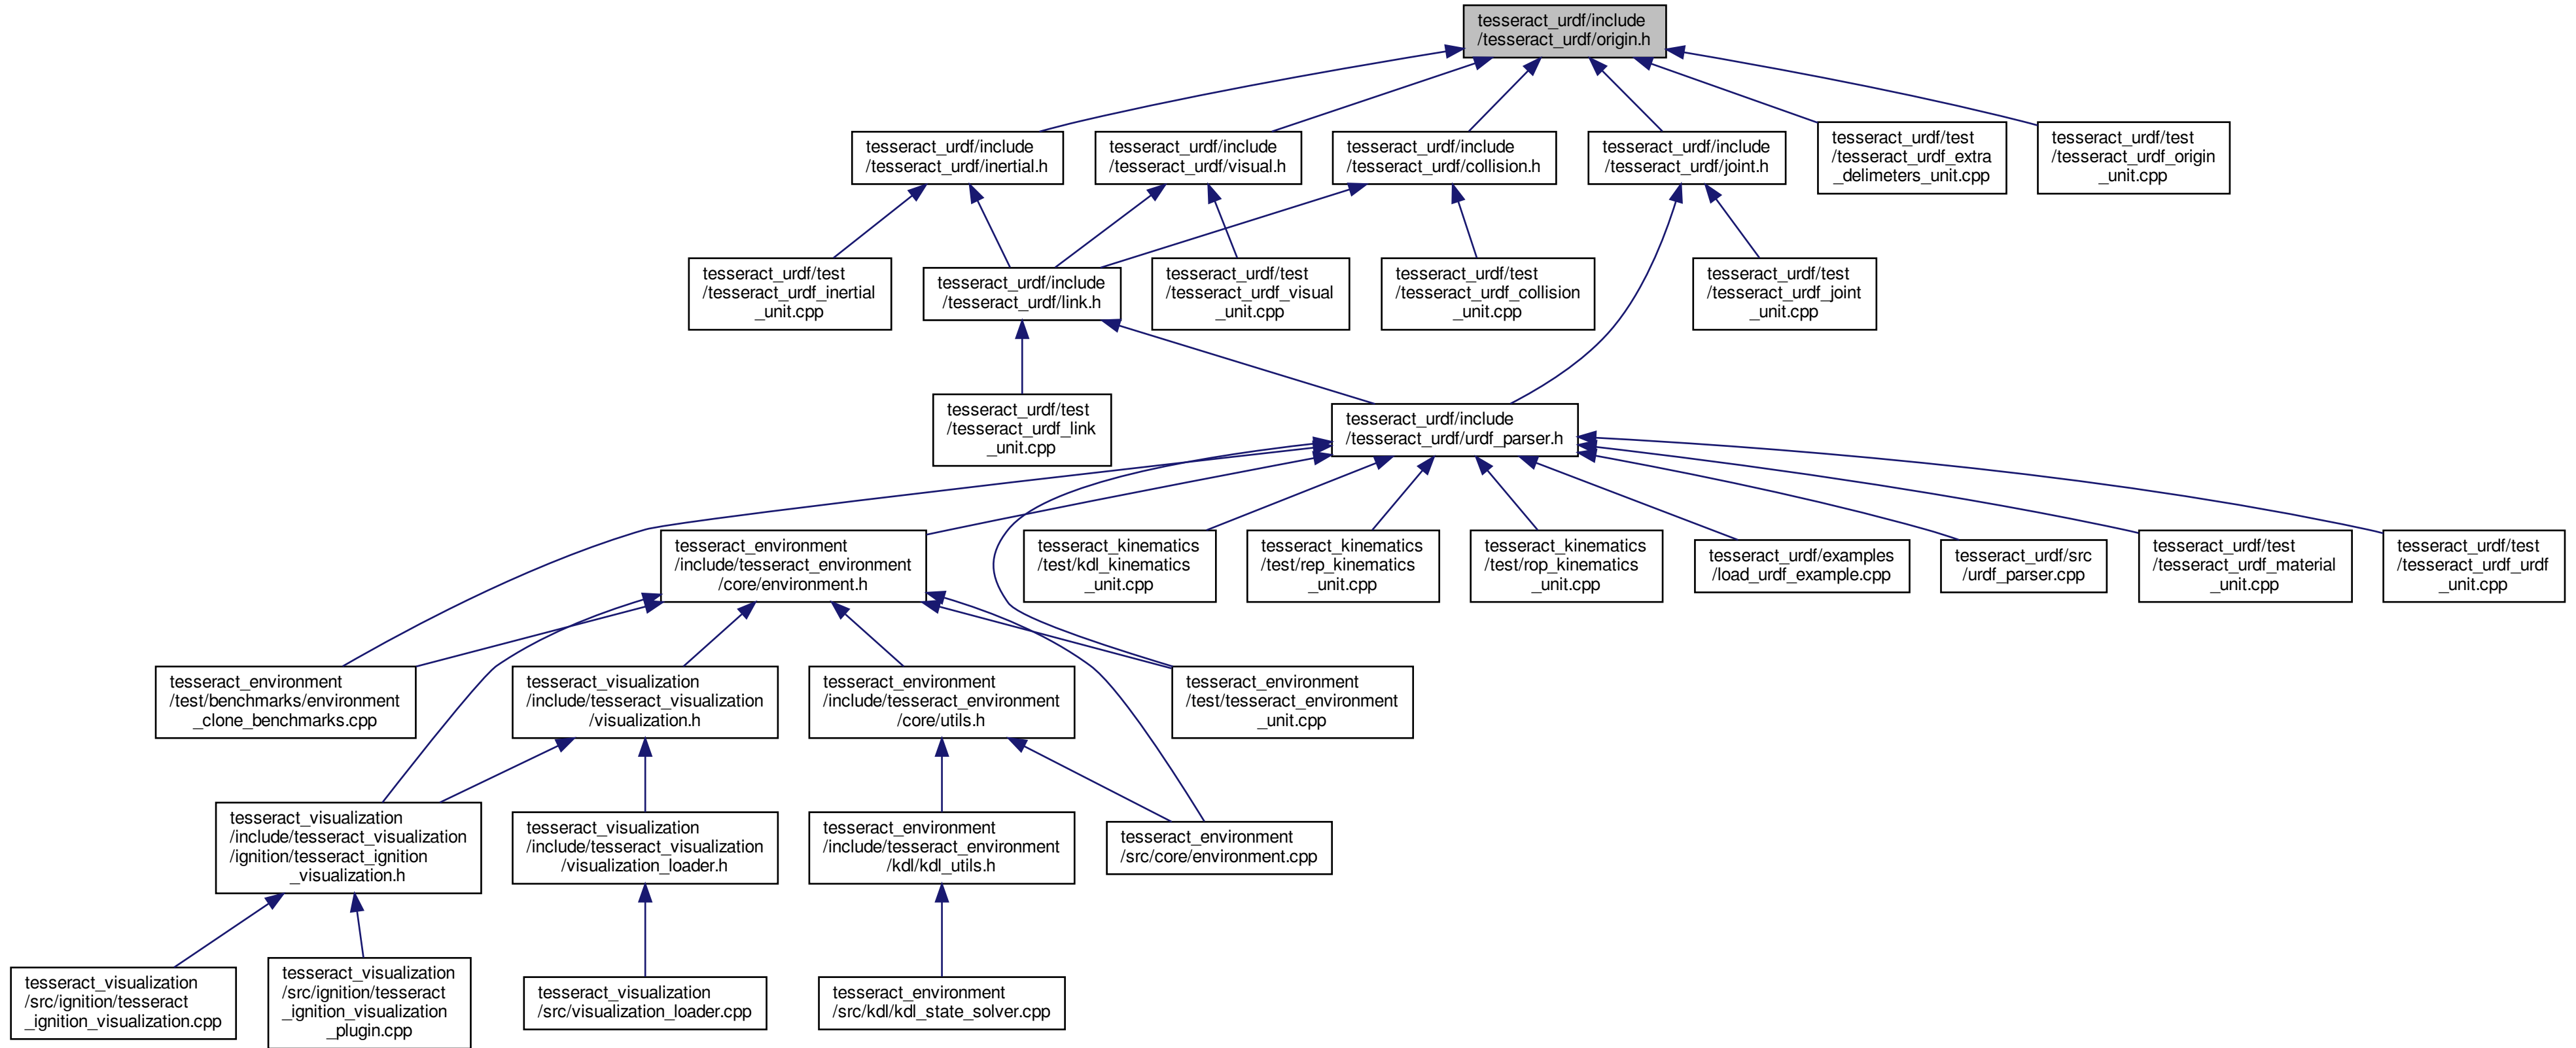 tesseract_urdf/include
/tesseract_urdf/origin.h
tesseract_urdf/include
/tesseract_urdf/inertial.h
tesseract_urdf/include
/tesseract_urdf/visual.h
tesseract_urdf/include
/tesseract_urdf/collision.h
tesseract_urdf/include
/tesseract_urdf/joint.h
tesseract_urdf/test
/tesseract_urdf_extra
_delimeters_unit.cpp
tesseract_urdf/test
/tesseract_urdf_origin
_unit.cpp
tesseract_urdf/test
/tesseract_urdf_inertial
_unit.cpp
tesseract_urdf/include
/tesseract_urdf/link.h
tesseract_urdf/test
/tesseract_urdf_visual
_unit.cpp
tesseract_urdf/test
/tesseract_urdf_collision
_unit.cpp
tesseract_urdf/test
/tesseract_urdf_joint
_unit.cpp
tesseract_urdf/test
/tesseract_urdf_link
_unit.cpp
tesseract_urdf/include
/tesseract_urdf/urdf_parser.h
tesseract_environment
/include/tesseract_environment
/core/environment.h
tesseract_kinematics
/test/kdl_kinematics
_unit.cpp
tesseract_kinematics
/test/rep_kinematics
_unit.cpp
tesseract_kinematics
/test/rop_kinematics
_unit.cpp
tesseract_urdf/examples
/load_urdf_example.cpp
tesseract_urdf/src
/urdf_parser.cpp
tesseract_urdf/test
/tesseract_urdf_material
_unit.cpp
tesseract_urdf/test
/tesseract_urdf_urdf
_unit.cpp
tesseract_environment
/test/benchmarks/environment
_clone_benchmarks.cpp
tesseract_visualization
/include/tesseract_visualization
/visualization.h
tesseract_environment
/include/tesseract_environment
/core/utils.h
tesseract_environment
/test/tesseract_environment
_unit.cpp
tesseract_visualization
/include/tesseract_visualization
/ignition/tesseract_ignition
_visualization.h
tesseract_visualization
/include/tesseract_visualization
/visualization_loader.h
tesseract_environment
/include/tesseract_environment
/kdl/kdl_utils.h
tesseract_environment
/src/core/environment.cpp
tesseract_visualization
/src/ignition/tesseract
_ignition_visualization.cpp
tesseract_visualization
/src/ignition/tesseract
_ignition_visualization
_plugin.cpp
tesseract_visualization
/src/visualization_loader.cpp
tesseract_environment
/src/kdl/kdl_state_solver.cpp